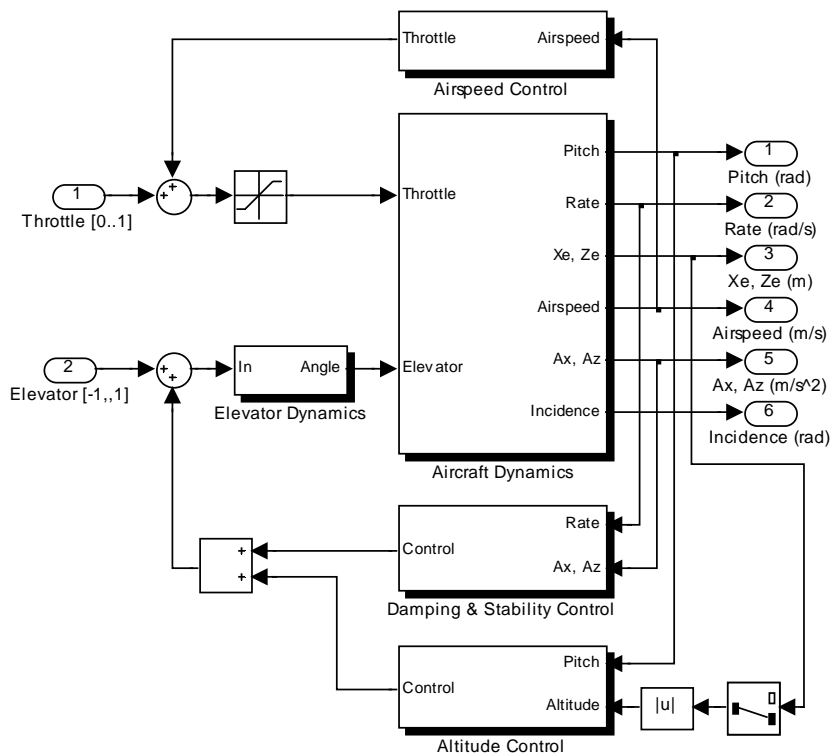 Throttle Airspeed
Airspeed Control
Pitch 1
Pitch (rad)
1 + + Throttle
Throttle [0..1]
Rate 2
Rate (rad/s)
Xe, Ze 3
Xe, Ze (m)
Airspeed 4
Airspeed (m/s)
2 + + In Angle Elevator
Elevator [-1,,1]
Elevator Dynamics
Ax, Az 5
Ax, Az (m/s^2)
Incidence 6
Incidence (rad)
Aircraft Dynamics
Rate
+ Control
+ Ax, Az
Damping & Stability Control
Pitch
Control
Altitude |u|
Altitude Control